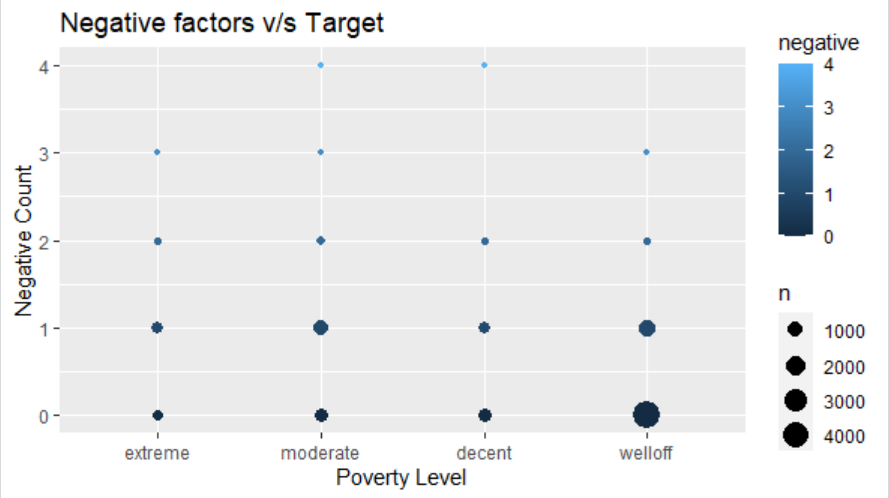 Negative factors v/s Target
Negative Count
4
3
2
1
0
extreme moderate decent welloff
Poverty Level
negative
4
3
2
1
0
n
1000
2000
3000
4000